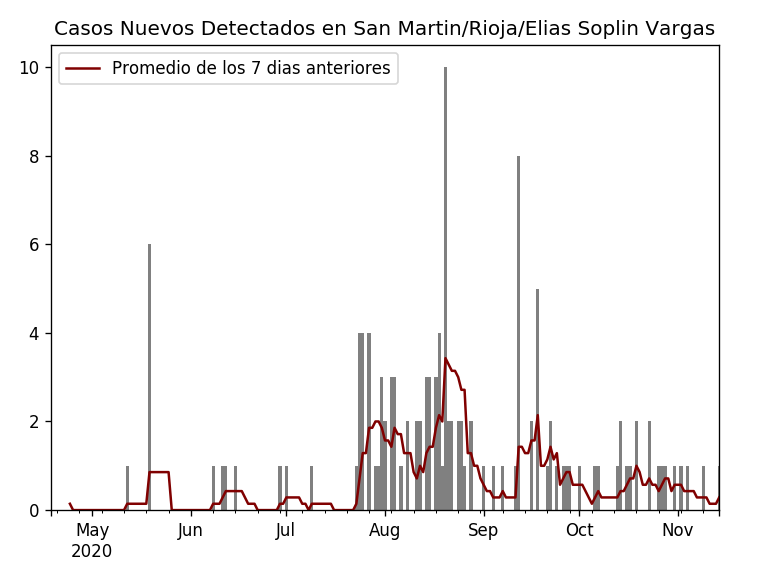 Casos Nuevos Detectados en San Martin/Rioja/Elias Soplin Vargas
Promedio de los 7 dias anteriores
10
8
6
4
2
0
May Jun Jul Aug Sep Oct Nov
2020